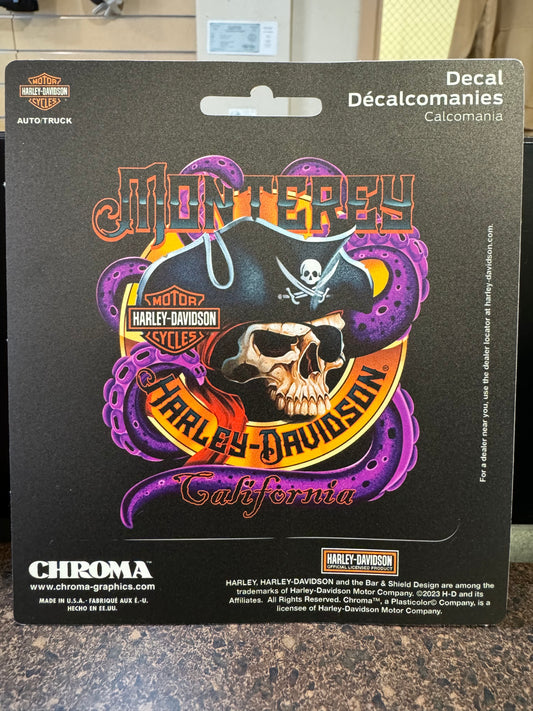 MOTOR
HARLEY-DAVIDSON
CYCLES
AUTO/TRUCK
Decal
Décalcomanies
Calcomania
MONTEREY
MOTOR
HARLEY-DAVIDSON
CYCLES
HARLEY-DAVIDSON®
California
For a dealer near you, use the dealer locator at harley-davidson.com.
CHROMA™
www.chroma-graphics.com
MADE IN U.S.A. · FABRIQUÉ AUX É.-U.
HECHO EN EE.UU.
HARLEY-DAVIDSON
OFFICIAL LICENSED PRODUCT
HARLEY, HARLEY-DAVIDSON and the Bar & Shield Design are among the
trademarks of Harley-Davidson Motor Company. ©2023 H-D and its
Affiliates. All Rights Reserved. Chroma™, a Plasticolor© Company, is a
licensee of Harley-Davidson Motor Company.